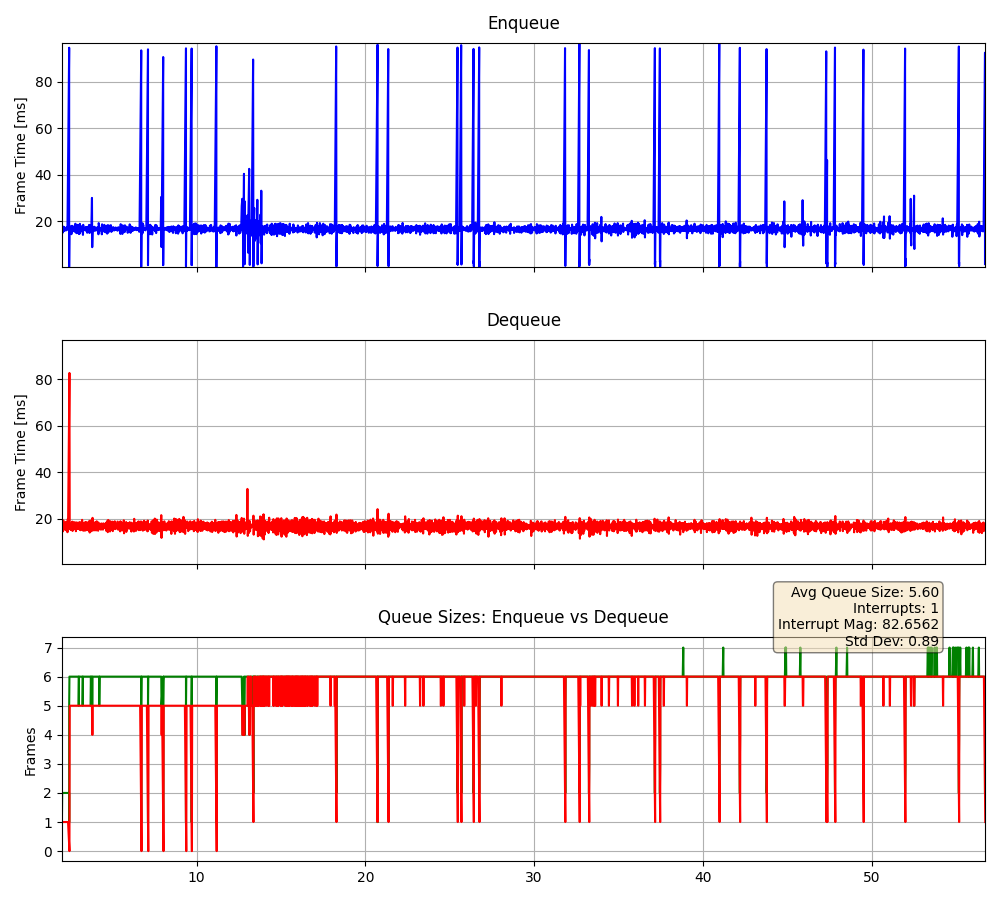 Enqueue
Frame Time [ms]
80
60
40
20
Dequeue
Frame Time [ms]
80
60
40
20
Avg Queue Size: 5.60
Interrupts: 1
Interrupt Mag: 82.6562
Std Dev: 0.89
Queue Sizes: Enqueue vs Dequeue
Frames
7
6
5
4
3
2
1
0
10 20 30 40 50